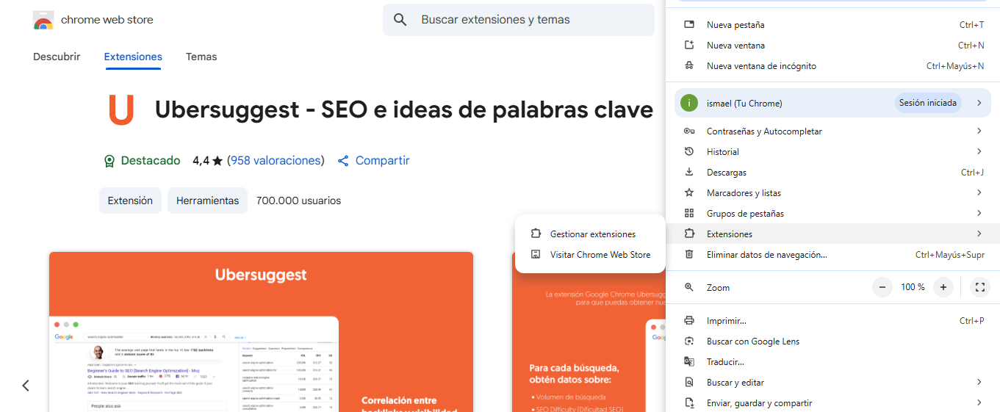 chrome web store
Buscar extensiones y temas
Descubrir
Extensiones
Temas
Ubersuggest - SEO e ideas de palabras clave
Destacado
4,4★ (958 valoraciones)
Compartir
Extensión
Herramientas
700.000 usuarios
Ubersuggest
Google
search engine optimization
The average web page that ranks in the top 10 has 1702 backlinks
and a domain score of 82
Beginner's Guide to SEO [Search Engine Optimization] - Moz
People also ask
Correlación entre
La extensión Google Chrome Ubersugg
para que puedas obtener nue
Para cada búsqueda,
obtén datos sobre:
• Volumen de búsqueda
• SEO Difficulty [Dificultad SEO]
Gestionar extensiones
Visitar Chrome Web Store
Nueva pestaña Ctrl+T
Nueva ventana Ctrl+N
Nueva ventana de incógnito Ctrl+Mayús+N
i ismael (Tu Chrome) Sesión iniciada
Contraseñas y Autocompletar
Historial
Descargas Ctrl+J
Marcadores y listas
Grupos de pestañas
Extensiones
Eliminar datos de navegación... Ctrl+Mayús+Supr
Zoom − 100 % +
Imprimir... Ctrl+P
Buscar con Google Lens
Traducir...
Buscar y editar
Enviar, guardar y compartir